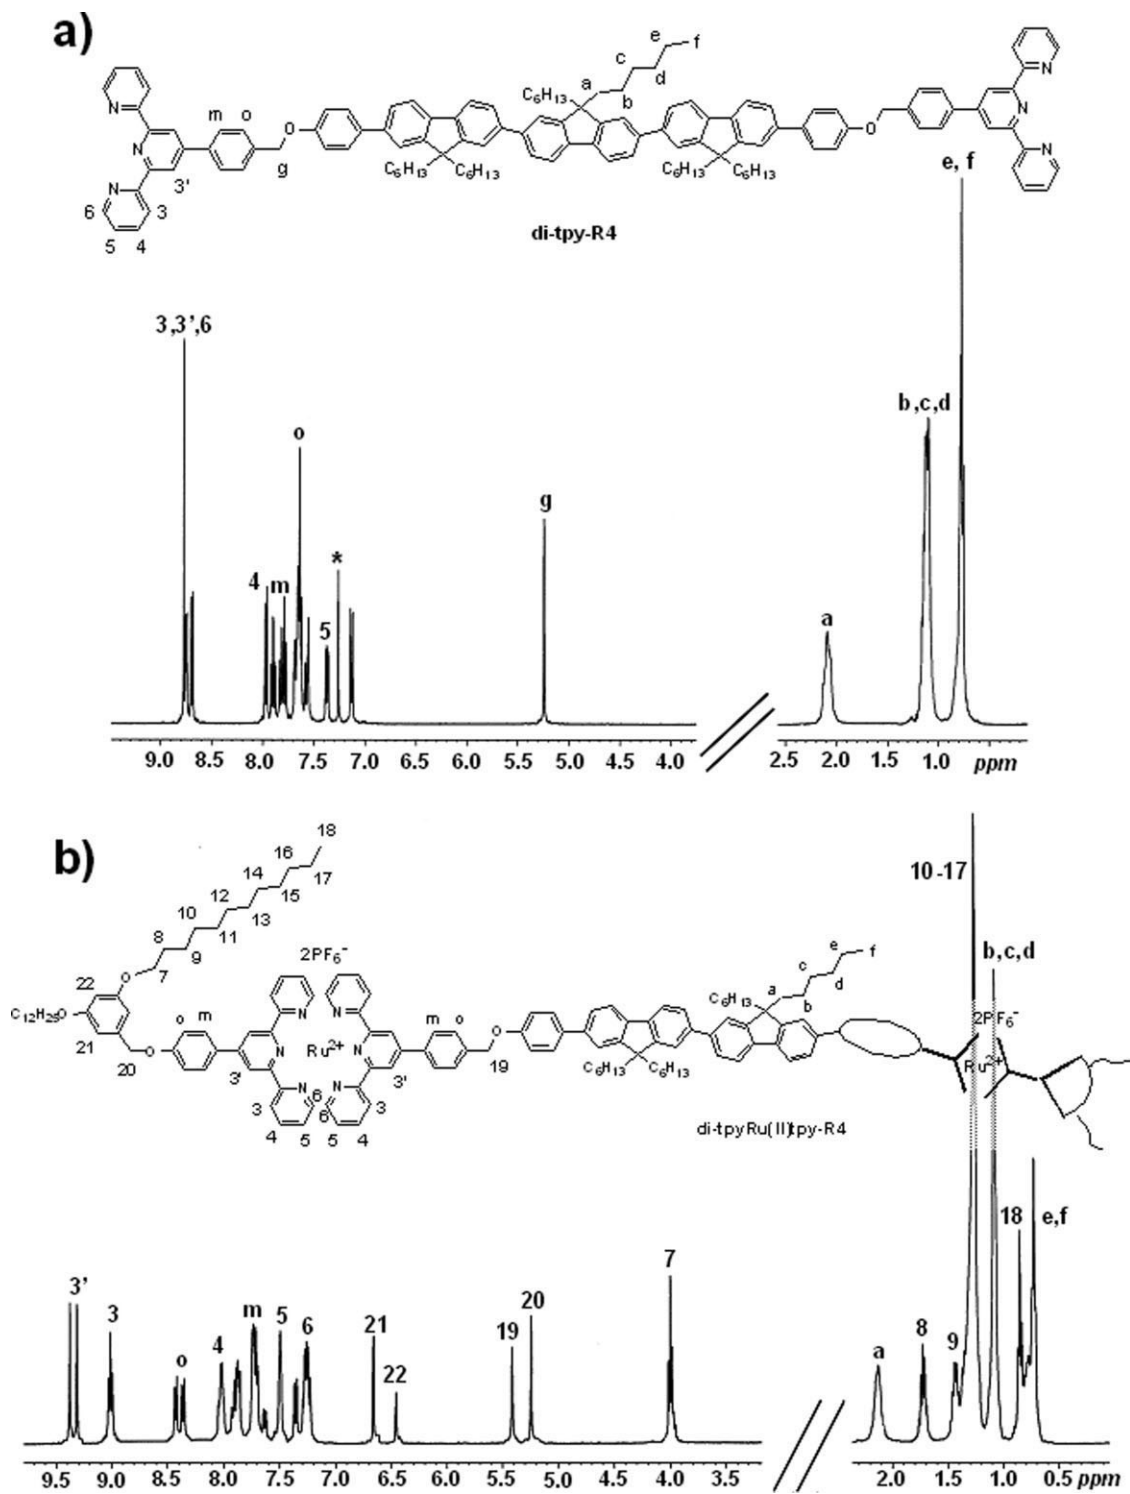 a)
e
f
c
d
a
b
C₆H₁₃
N
N
N
N
N
N
m
o
O
O
g
3'
6
3
5
4
C₆H₁₃
C₆H₁₃
C₆H₁₃
C₆H₁₃
di-tpy-R4
e, f
3,3',6
b,c,d
o
g
*
4
m
5
a
9.0 8.5 8.0 7.5 7.0 6.5 6.0 5.5 5.0 4.5 4.0
2.5 2.0 1.5 1.0 ppm
b)
18
16
17
14
15
12
13
10
11
8
9
7
22
O
C₁₂H₂₅O
21
20
O
o
m
3'
3
4
5
6
N
N
N
2PF₆⁻
Ru²⁺
N
N
N
6
5
4
3
3'
m
o
O
19
C₆H₁₃
C₆H₁₃
C₆H₁₃
a
b
c
d
e
f
2PF₆⁻
Ru²⁺
di-tpyRu(II)tpy-R4
10-17
b,c,d
18
e,f
3'
3
o
4
m
5
6
21
22
19
20
7
a
8
9
9.5 9.0 8.5 8.0 7.5 7.0 6.5 6.0 5.5 5.0 4.5 4.0 3.5
2.0 1.5 1.0 0.5 ppm